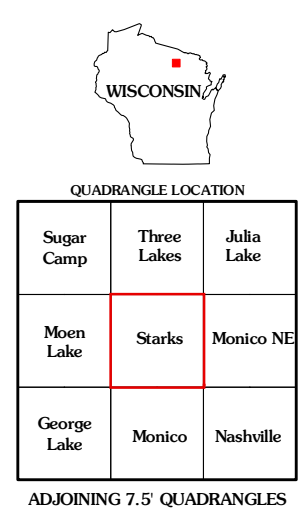 WISCONSIN
QUADRANGLE LOCATION
Sugar
Camp
Three
Lakes
Julia
Lake
Moen
Lake
Starks
Monico NE
George
Lake
Monico
Nashville
ADJOINING 7.5' QUADRANGLES